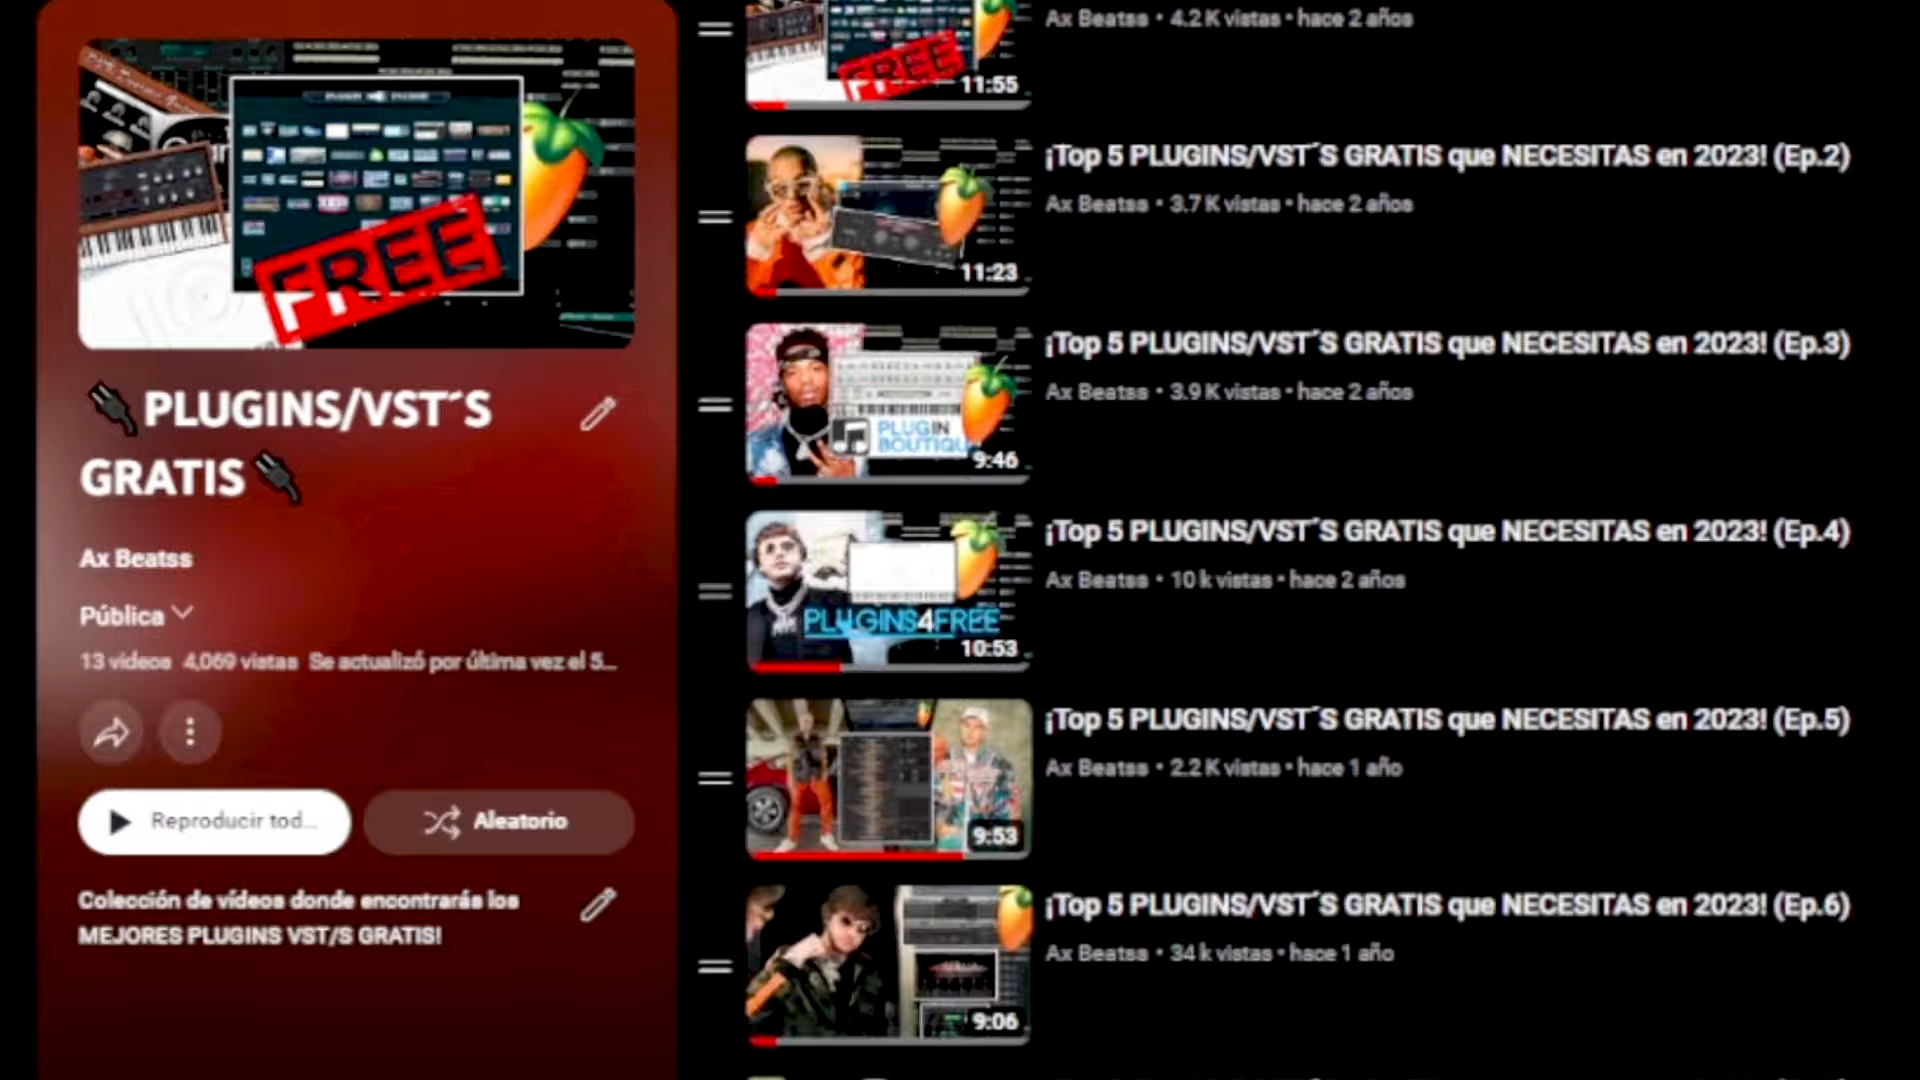 FREE
PLUGINS/VST´S
GRATIS
Ax Beatss
Pública
13 videos 4,069 vistas Se actualizó por última vez el 5...
Reproducir tod...
Aleatorio
Colección de vídeos donde encontrarás los
MEJORES PLUGINS VST/S GRATIS!
Ax Beatss • 4.2 K vistas • hace 2 años
FREE
11:55
¡Top 5 PLUGINS/VST´S GRATIS que NECESITAS en 2023! (Ep.2)
Ax Beatss • 3.7 K vistas • hace 2 años
11:23
¡Top 5 PLUGINS/VST´S GRATIS que NECESITAS en 2023! (Ep.3)
Ax Beatss • 3.9 K vistas • hace 2 años
PLUGIN
BOUTIQU
9:46
¡Top 5 PLUGINS/VST´S GRATIS que NECESITAS en 2023! (Ep.4)
Ax Beatss • 10 k vistas • hace 2 años
PLUGINS4FREE
10:53
¡Top 5 PLUGINS/VST´S GRATIS que NECESITAS en 2023! (Ep.5)
Ax Beatss • 2.2 K vistas • hace 1 año
9:53
¡Top 5 PLUGINS/VST´S GRATIS que NECESITAS en 2023! (Ep.6)
Ax Beatss • 34 k vistas • hace 1 año
9:06